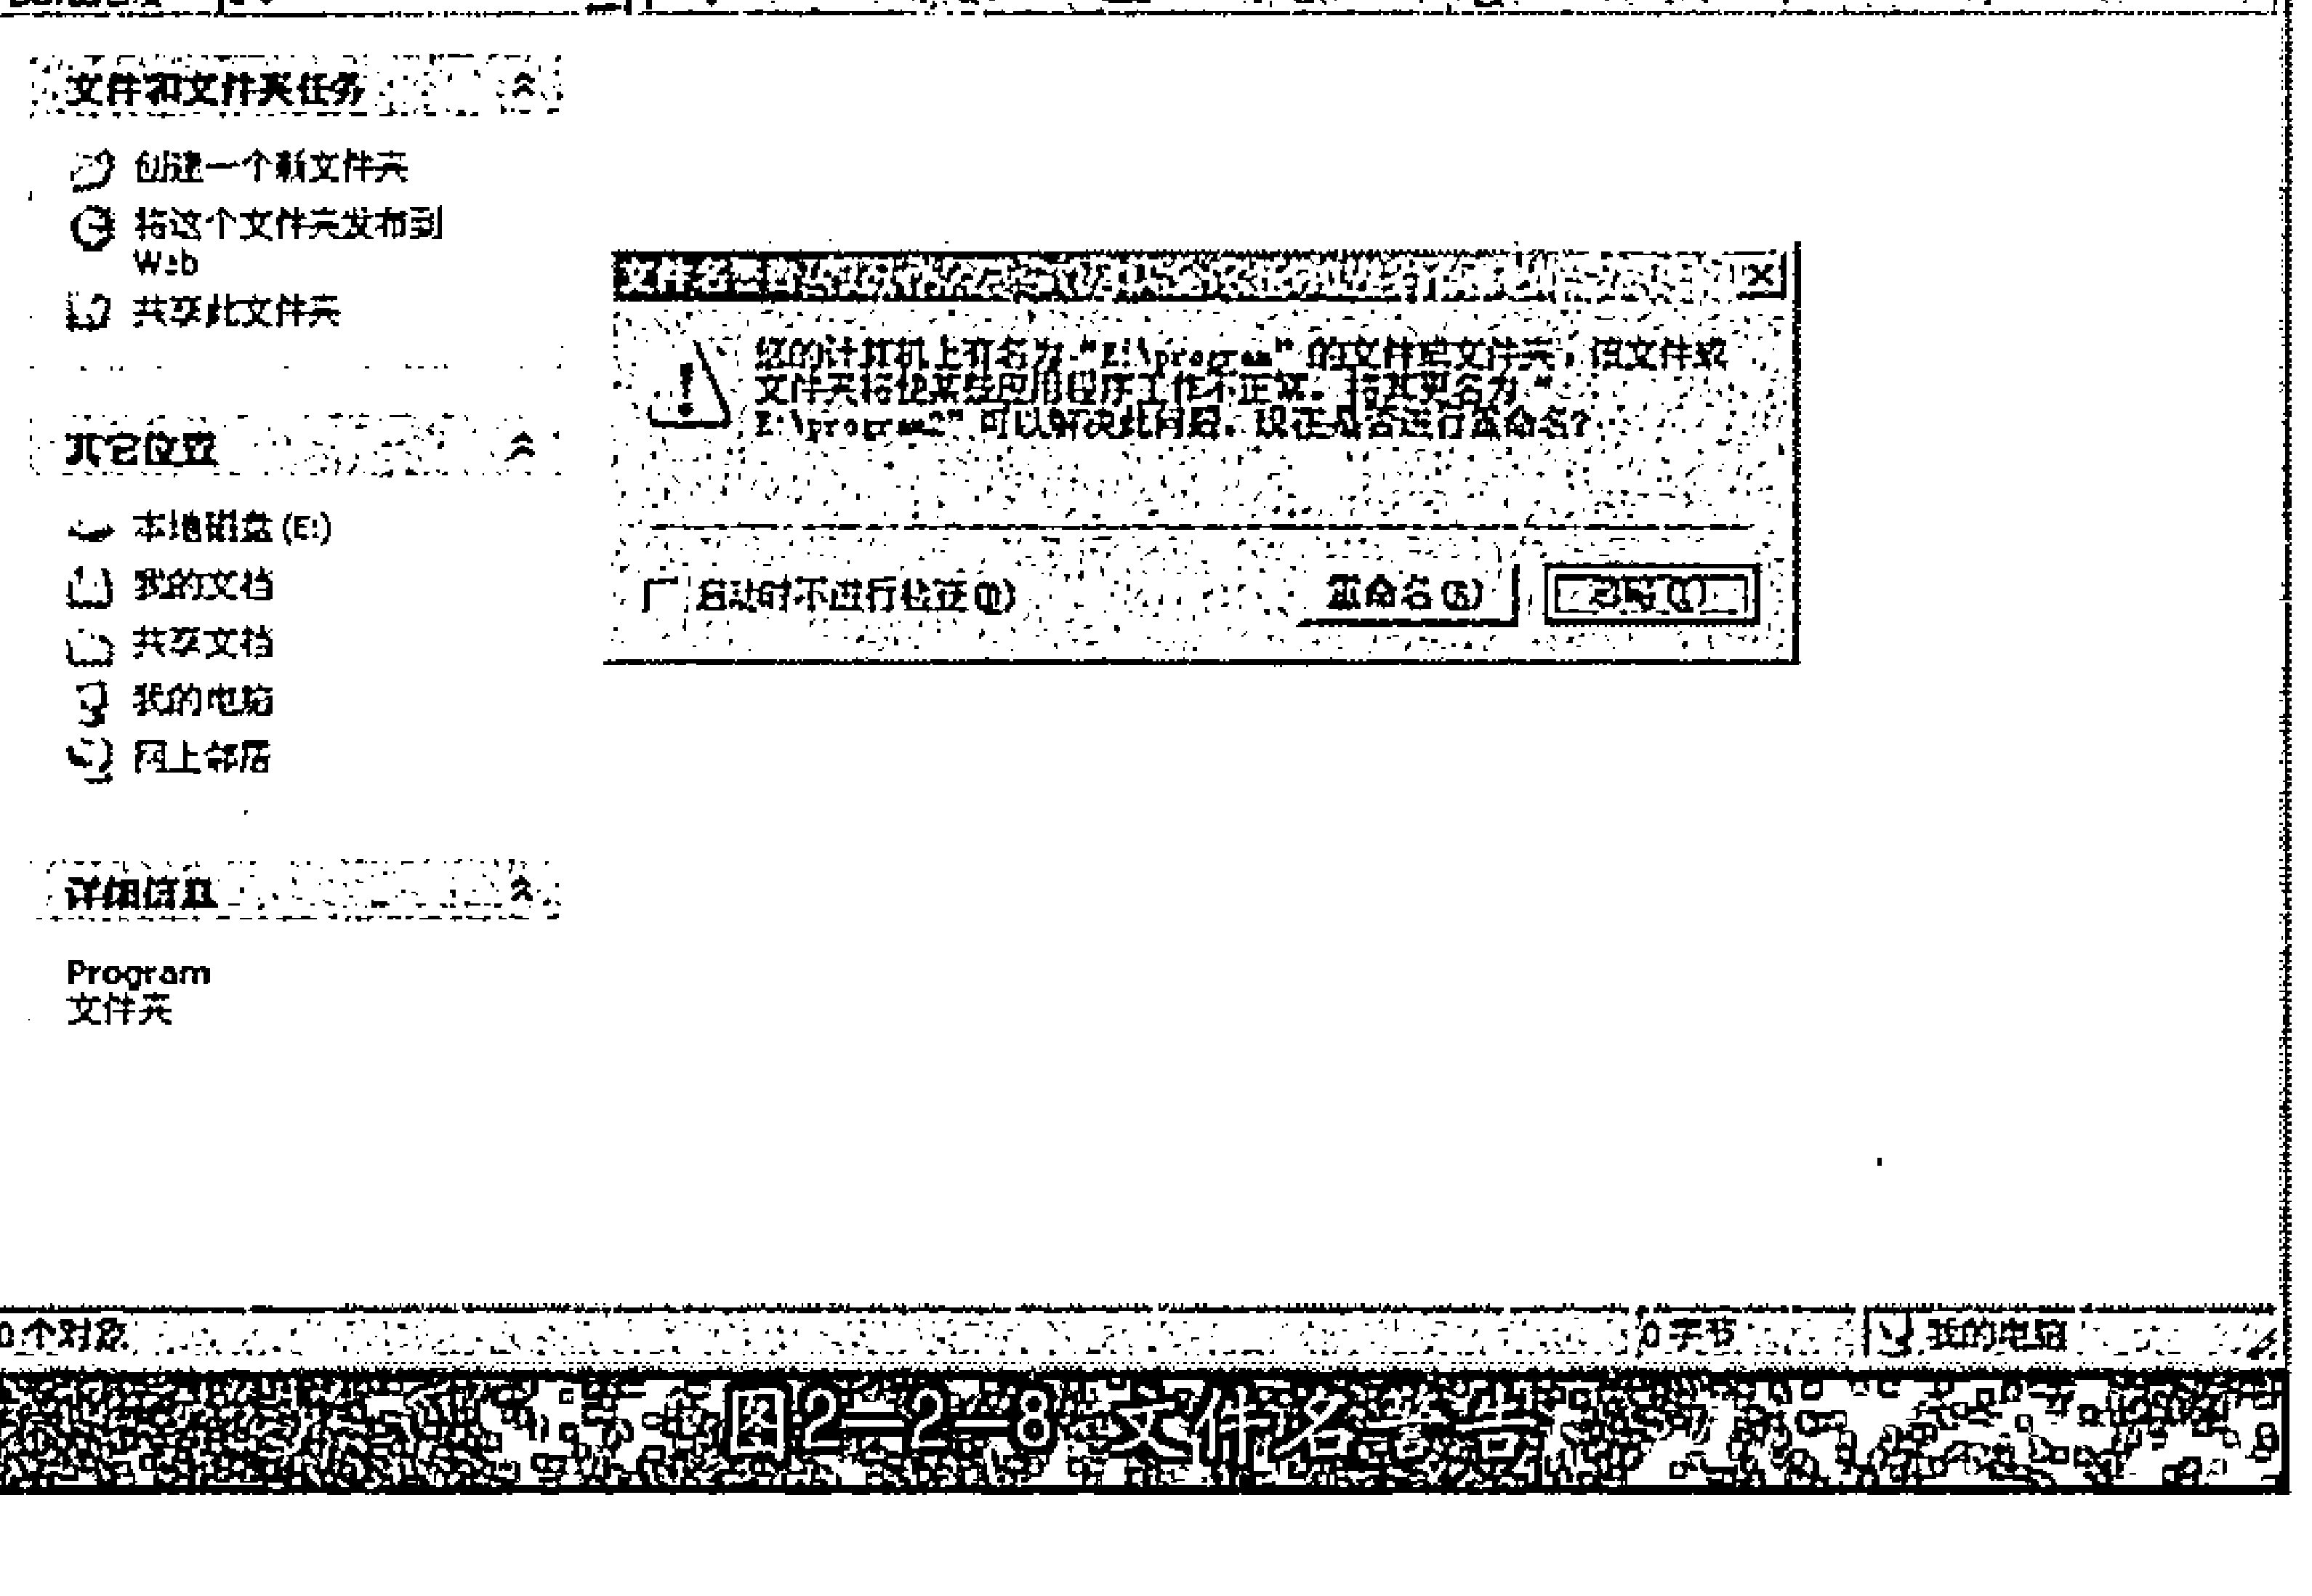 文件和文件夹任务
创建一个新文件夹
将这个文件夹发布到
Web
共享此文件夹
其它位置
本地磁盘 (E:)
我的文档
共享文档
我的电脑
网上邻居
详细信息
Program
文件夹
文件名警告
您的计算机上有名为 "E:\program" 的文件或文件夹，该文件或
文件夹将使某些应用程序工作不正常。将其更名为 "
E:\program1" 可以解决此问题。现在是否进行重命名?
启动时不进行检查(I)
重命名(R)
忽略(I)
0 个对象
0 字节
我的电脑
图2—2—8 文件名警告